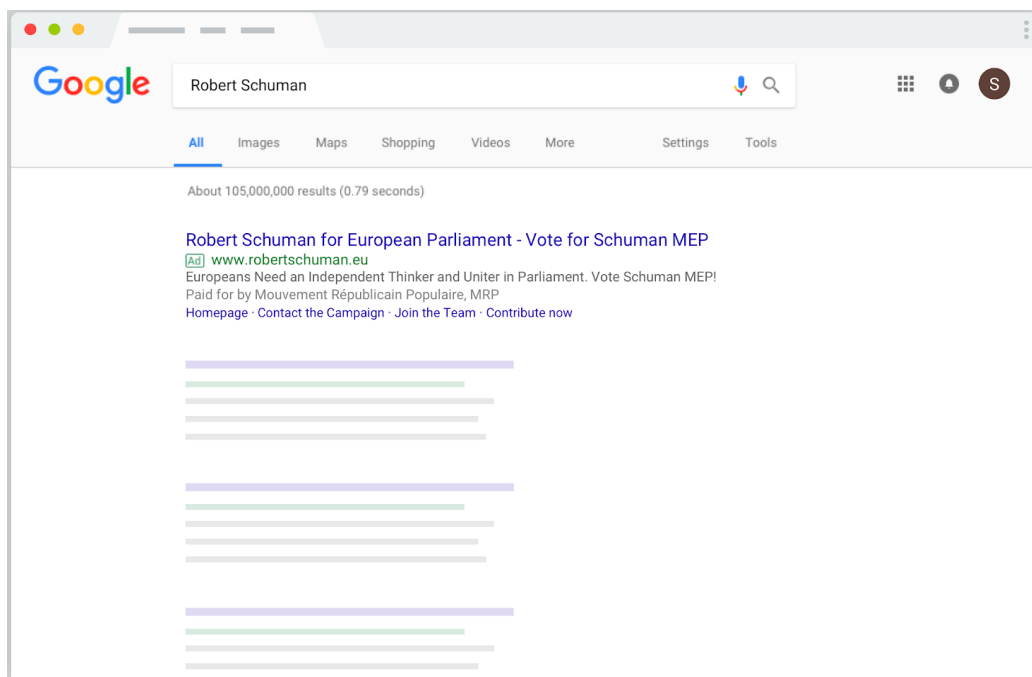 Google
Robert Schuman
S
All Images Maps Shopping Videos More Settings Tools
About 105,000,000 results (0.79 seconds)
Robert Schuman for European Parliament - Vote for Schuman MEP
Ad www.robertschuman.eu
Europeans Need an Independent Thinker and Uniter in Parliament. Vote Schuman MEP!
Paid for by Mouvement Républicain Populaire, MRP
Homepage · Contact the Campaign · Join the Team · Contribute now